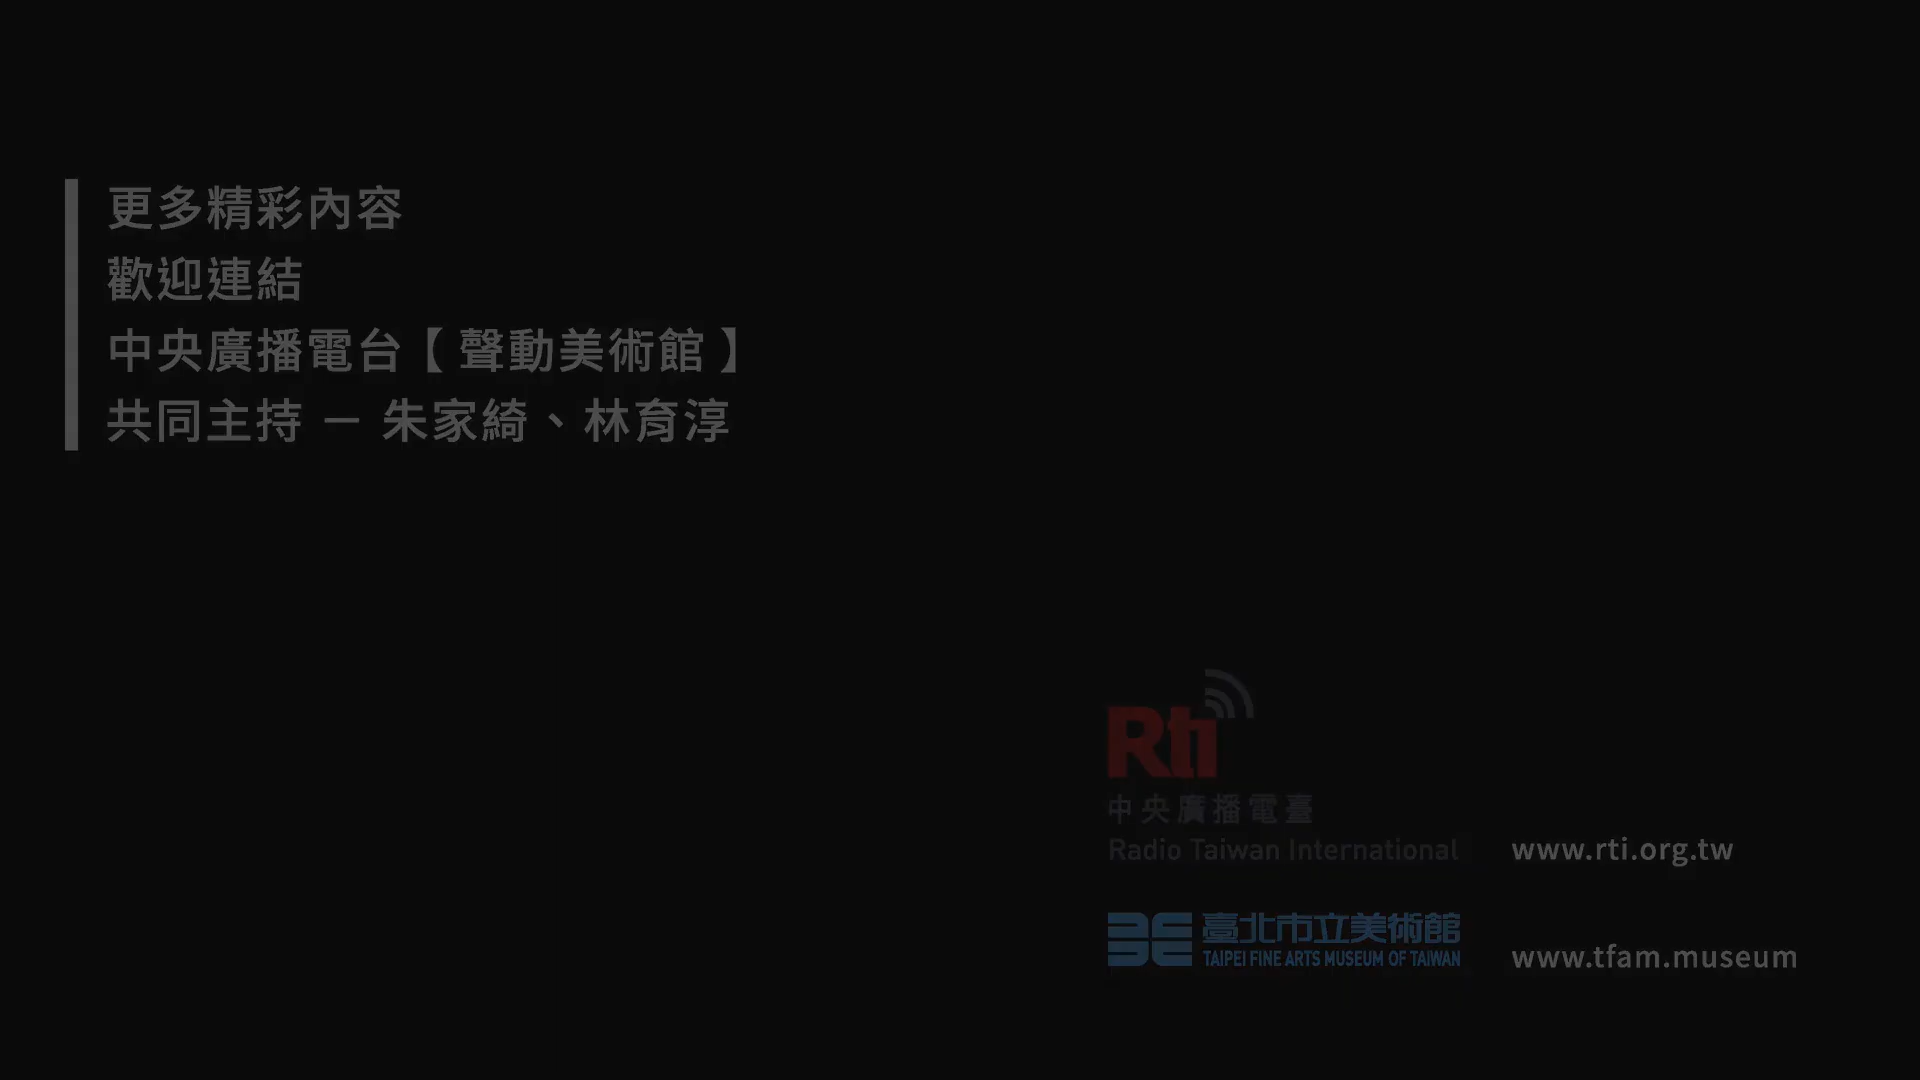 更多精彩內容
歡迎連結
中央廣播電台【聲動美術館】
共同主持 － 朱家綺、林育淳
Rti
中央廣播電臺
Radio Taiwan International
www.rti.org.tw
臺北市立美術館
TAIPEI FINE ARTS MUSEUM OF TAIWAN
www.tfam.museum